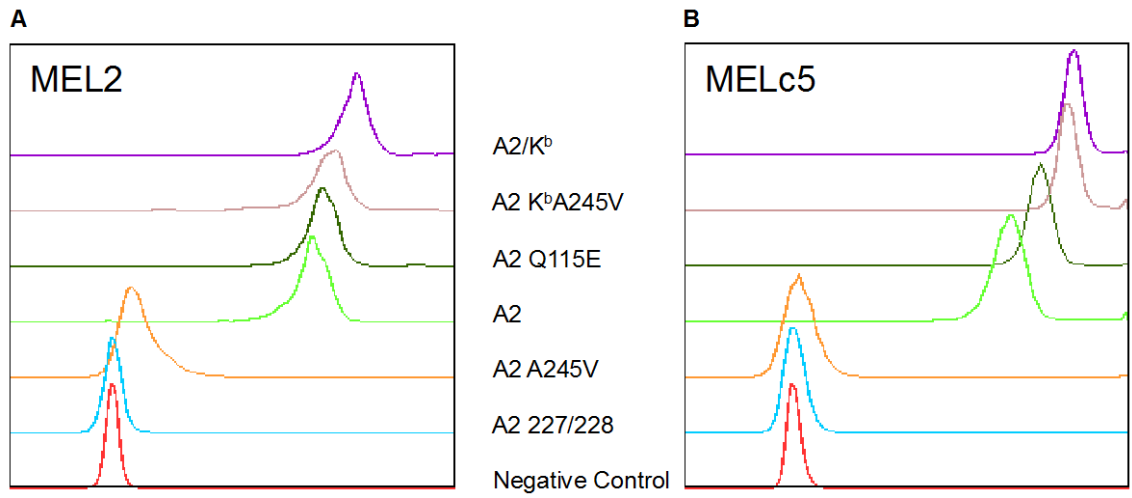 A
B
MEL2
MELc5
A2/Kᵇ
A2 KᵇA245V
A2 Q115E
A2
A2 A245V
A2 227/228
Negative Control